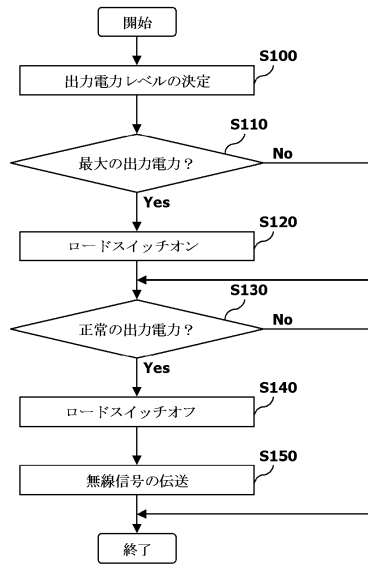 開始
S100
出力電力レベルの決定
S110
最大の出力電力？
No
Yes
S120
ロードスイッチオン
S130
正常の出力電力？
No
Yes
S140
ロードスイッチオフ
S150
無線信号の伝送
終了